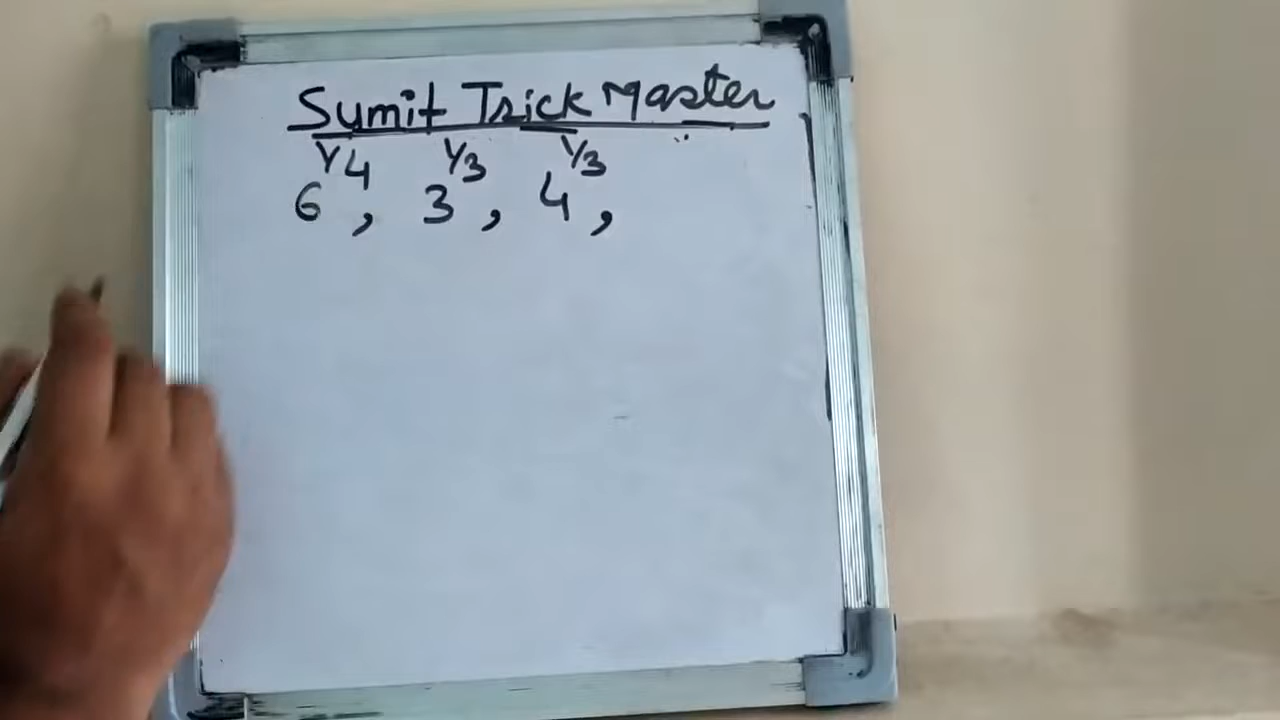 Sumit Trick Master
1/4 1/3 1/3
6, 3, 4,